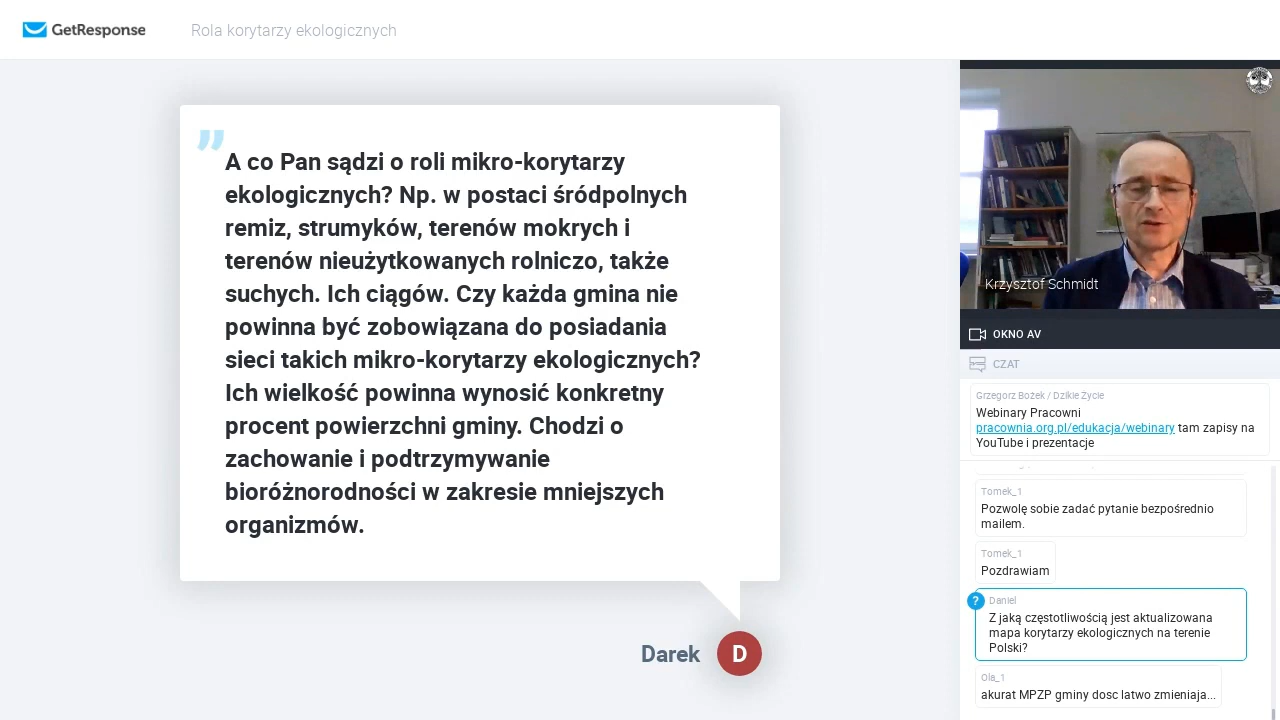 GetResponse
Rola korytarzy ekologicznych
A co Pan sądzi o roli mikro-korytarzy
ekologicznych? Np. w postaci śródpolnych
remiz, strumyków, terenów mokrych i
terenów nieużytkowanych rolniczo, także
suchych. Ich ciągów. Czy każda gmina nie
powinna być zobowiązana do posiadania
sieci takich mikro-korytarzy ekologicznych?
Ich wielkość powinna wynosić konkretny
procent powierzchni gminy. Chodzi o
zachowanie i podtrzymywanie
bioróżnorodności w zakresie mniejszych
organizmów.
Darek
D
Krzysztof Schmidt
OKNO AV
CZAT
Grzegorz Bożek / Dzikie Życie
Webinary Pracowni
pracownia.org.pl/edukacja/webinary tam zapisy na
YouTube i prezentacje
Tomek_1
Pozwolę sobie zadać pytanie bezpośrednio
mailem.
Tomek_1
Pozdrawiam
?
Daniel
Z jaką częstotliwością jest aktualizowana
mapa korytarzy ekologicznych na terenie
Polski?
Ola_1
akurat MPZP gminy dosc latwo zmieniaja...